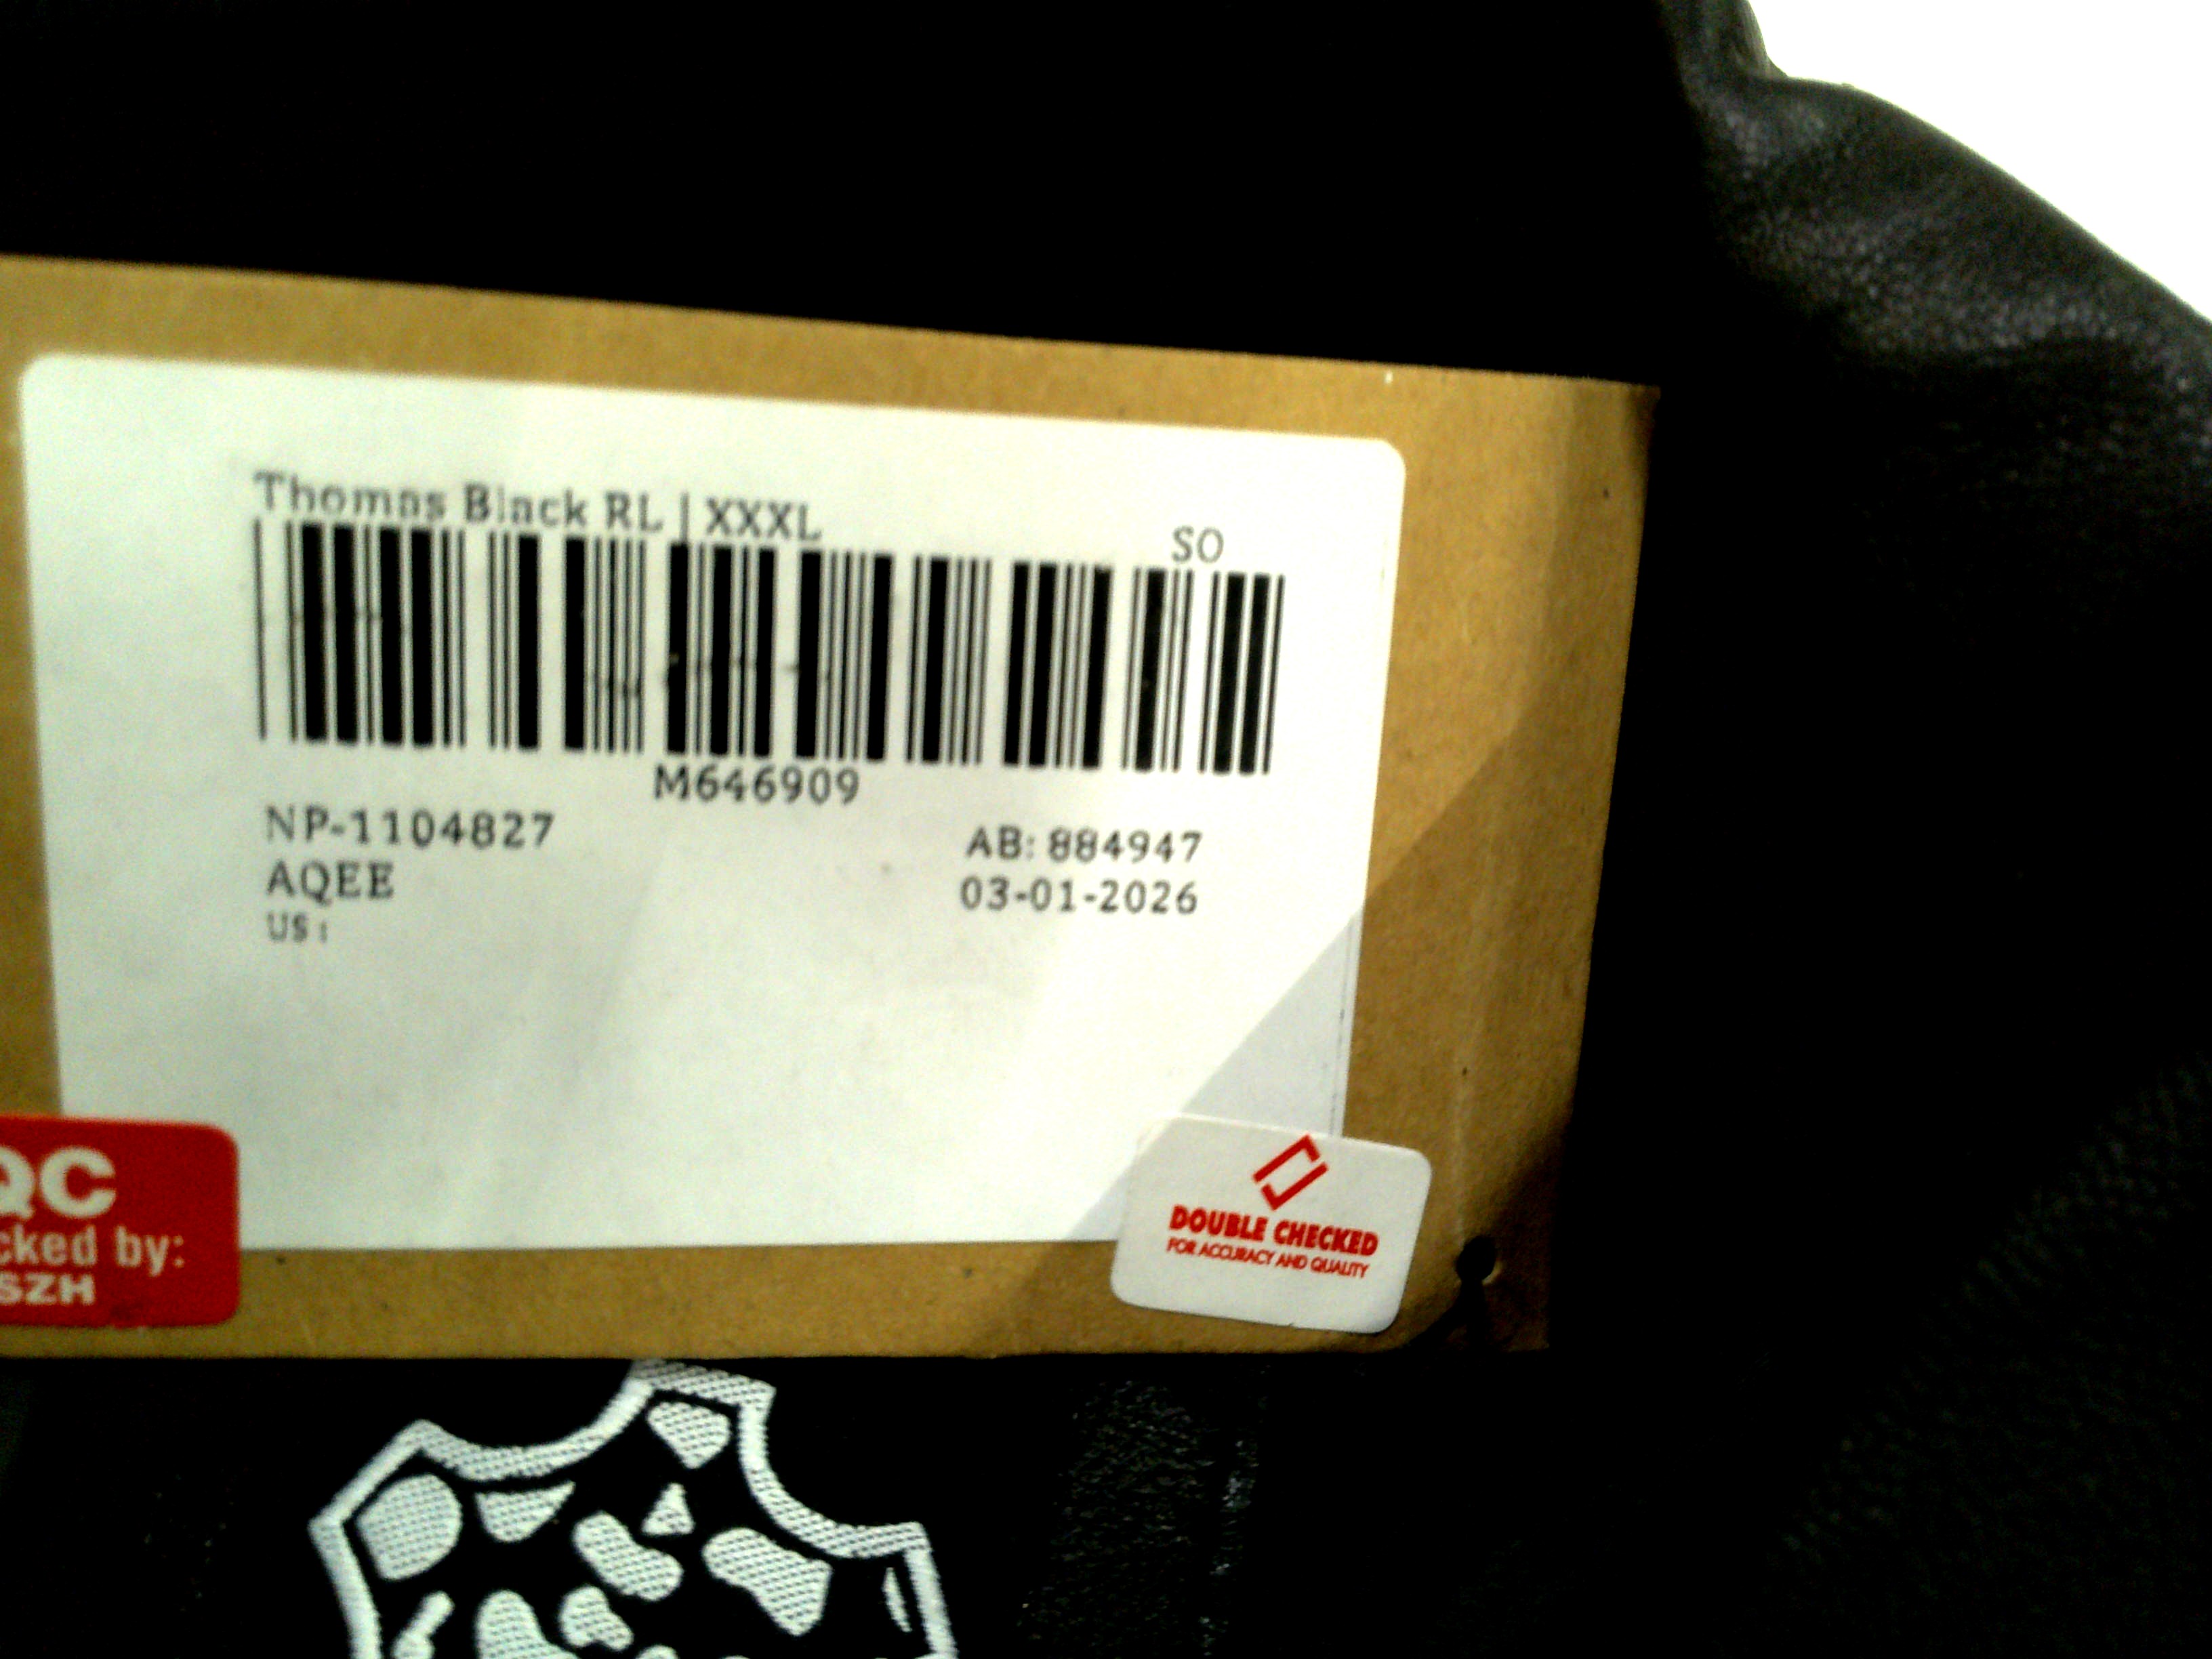 Thomas Black RL | XXXL
SO
M646909
NP-1104827
AB: 884947
AQEE
03-01-2026
US:
QC
cked by:
SZH
DOUBLE CHECKED
FOR ACCURACY AND QUALITY